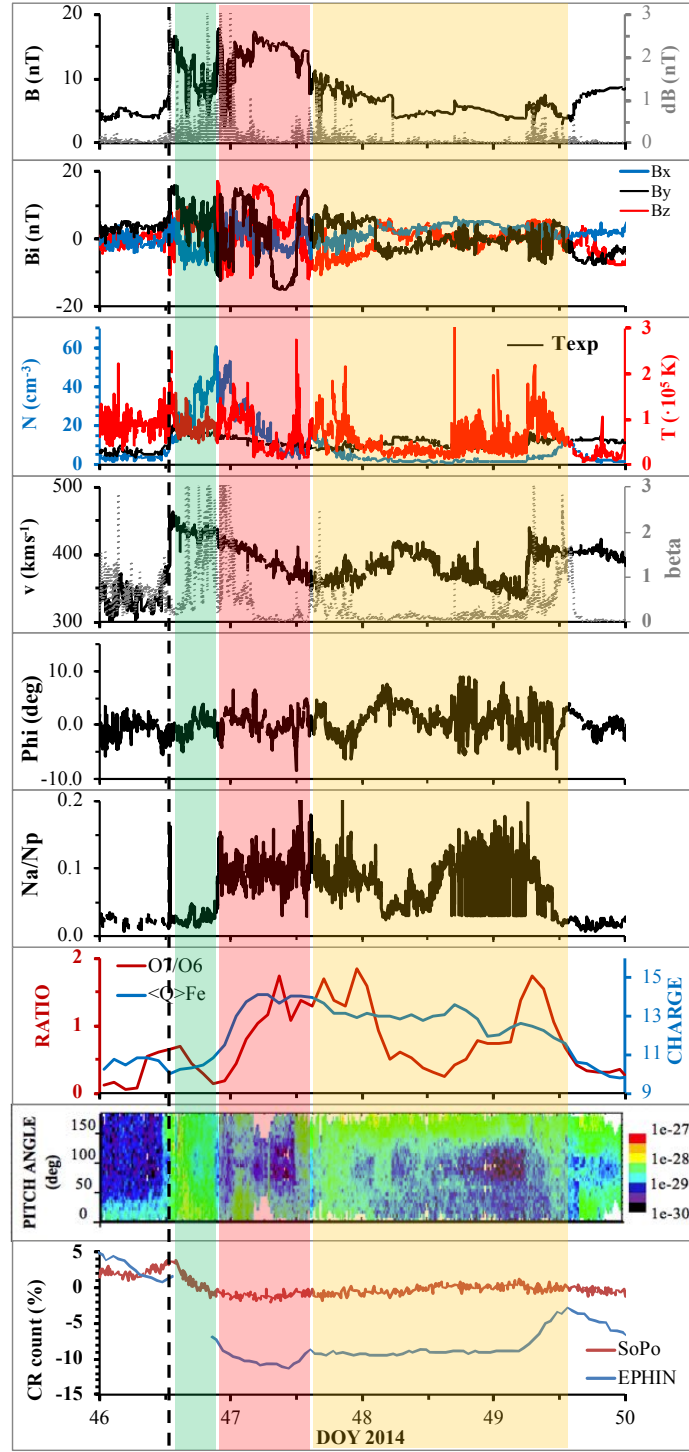 B (nT)
20
10
0
3
2
1
0
dB (nT)
Bi (nT)
20
0
-20
Bx
By
Bz
N (cm-3)
60
40
20
0
Texp
3
2
1
0
T (·10⁵ K)
v (kms-1)
500
400
300
3
2
1
0
beta
Phi (deg)
10.0
0.0
-10.0
Na/Np
0.2
0.1
0.0
RATIO
2
1
0
O7/O6
<Q>Fe
15
13
11
9
CHARGE
PITCH ANGLE
(deg)
150
100
50
0
1e-27
1e-28
1e-29
1e-30
CR count (%)
5
0
-5
-10
-15
SoPo
EPHIN
46 47 48 49 50
DOY 2014